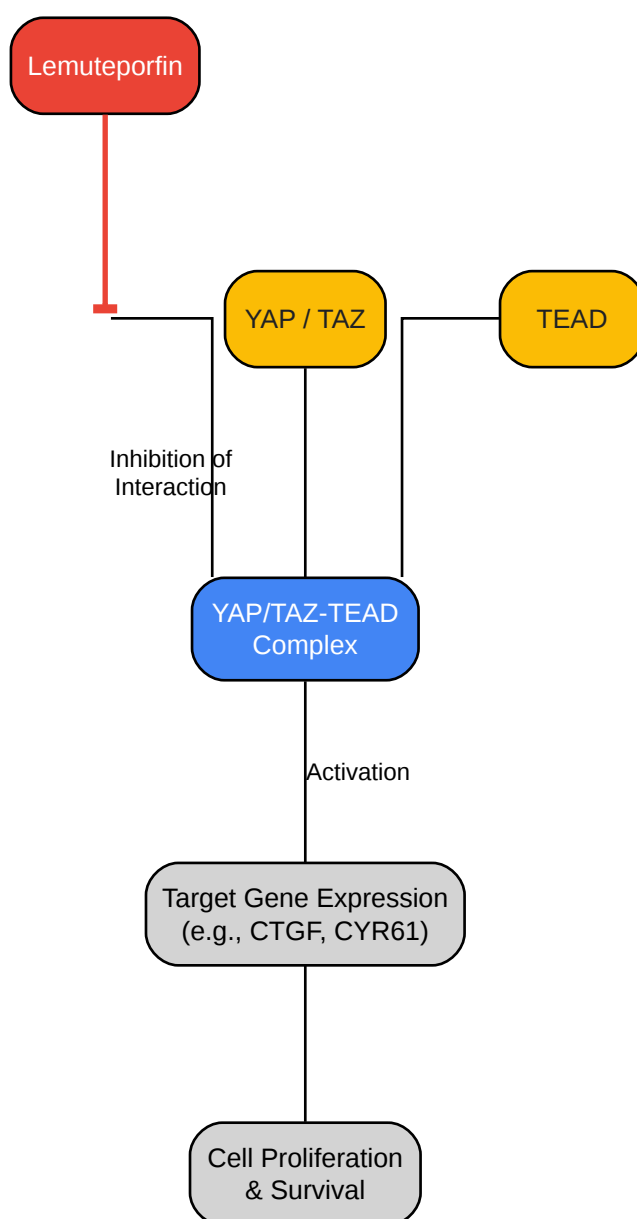 Lemuteporfin
YAP / TAZ
TEAD
Inhibition of
Interaction
YAP/TAZ-TEAD
Complex
Activation
Target Gene Expression
(e.g., CTGF, CYR61)
Cell Proliferation
& Survival